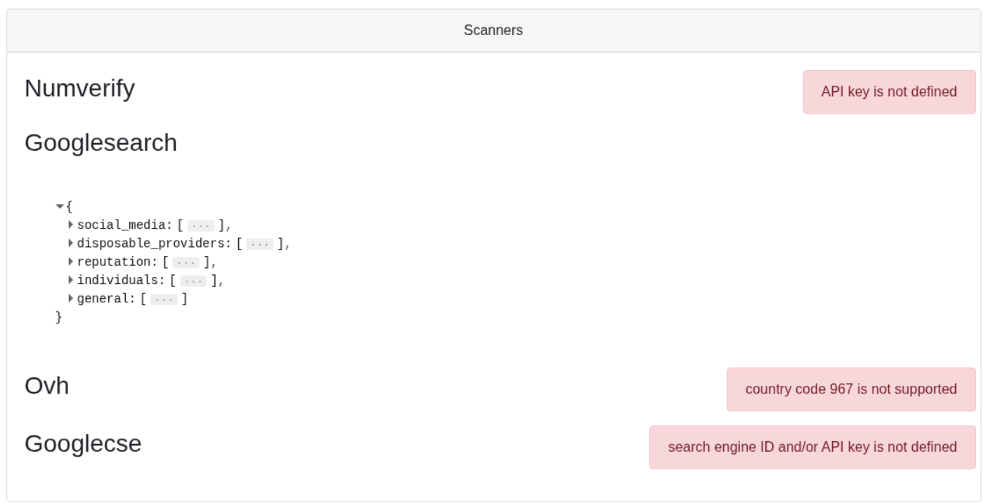 Scanners
Numverify
API key is not defined
Googlesearch
{
social_media: [ ... ],
disposable_providers: [ ... ],
reputation: [ ... ],
individuals: [ ... ],
general: [ ... ]
}
Ovh
country code 967 is not supported
Googlecse
search engine ID and/or API key is not defined